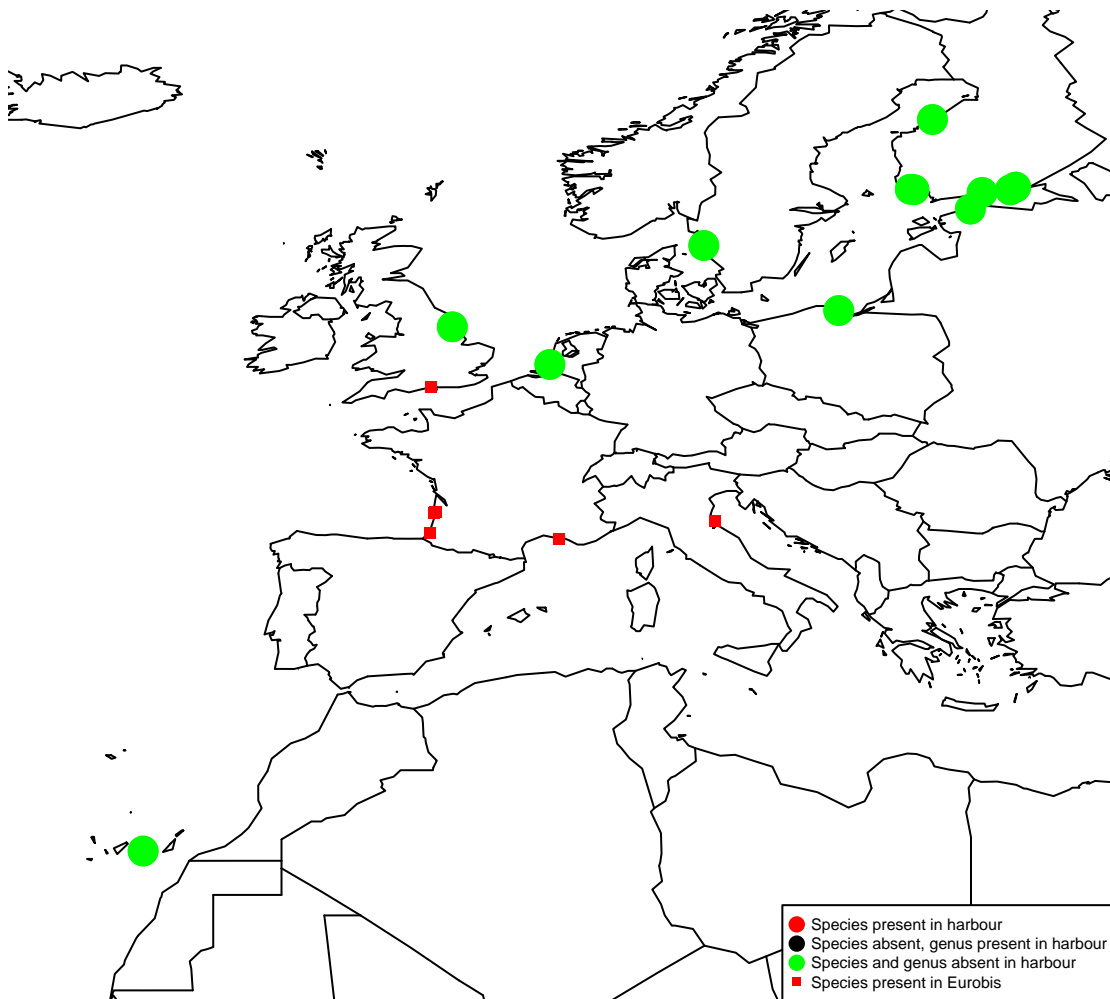 Species present in harbour
Species absent, genus present in harbour
Species and genus absent in harbour
Species present in Eurobis